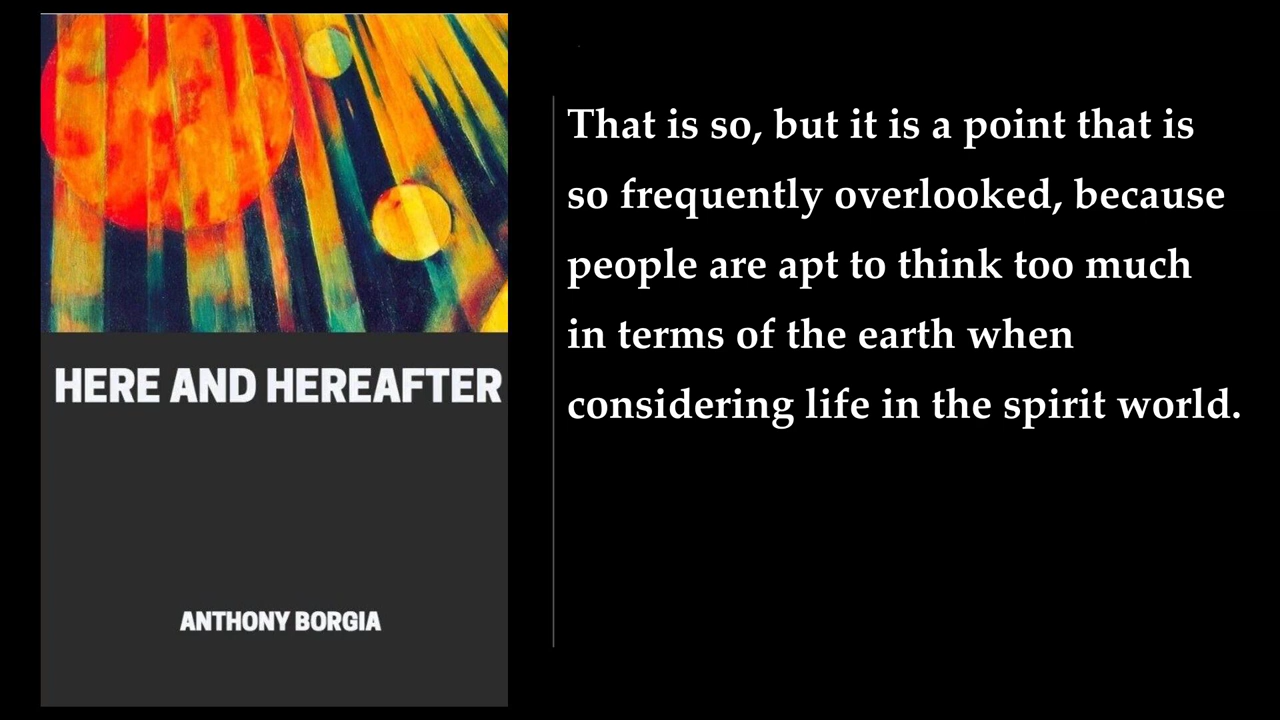 HERE AND HEREAFTER
ANTHONY BORGIA
That is so, but it is a point that is
so frequently overlooked, because
people are apt to think too much
in terms of the earth when
considering life in the spirit world.